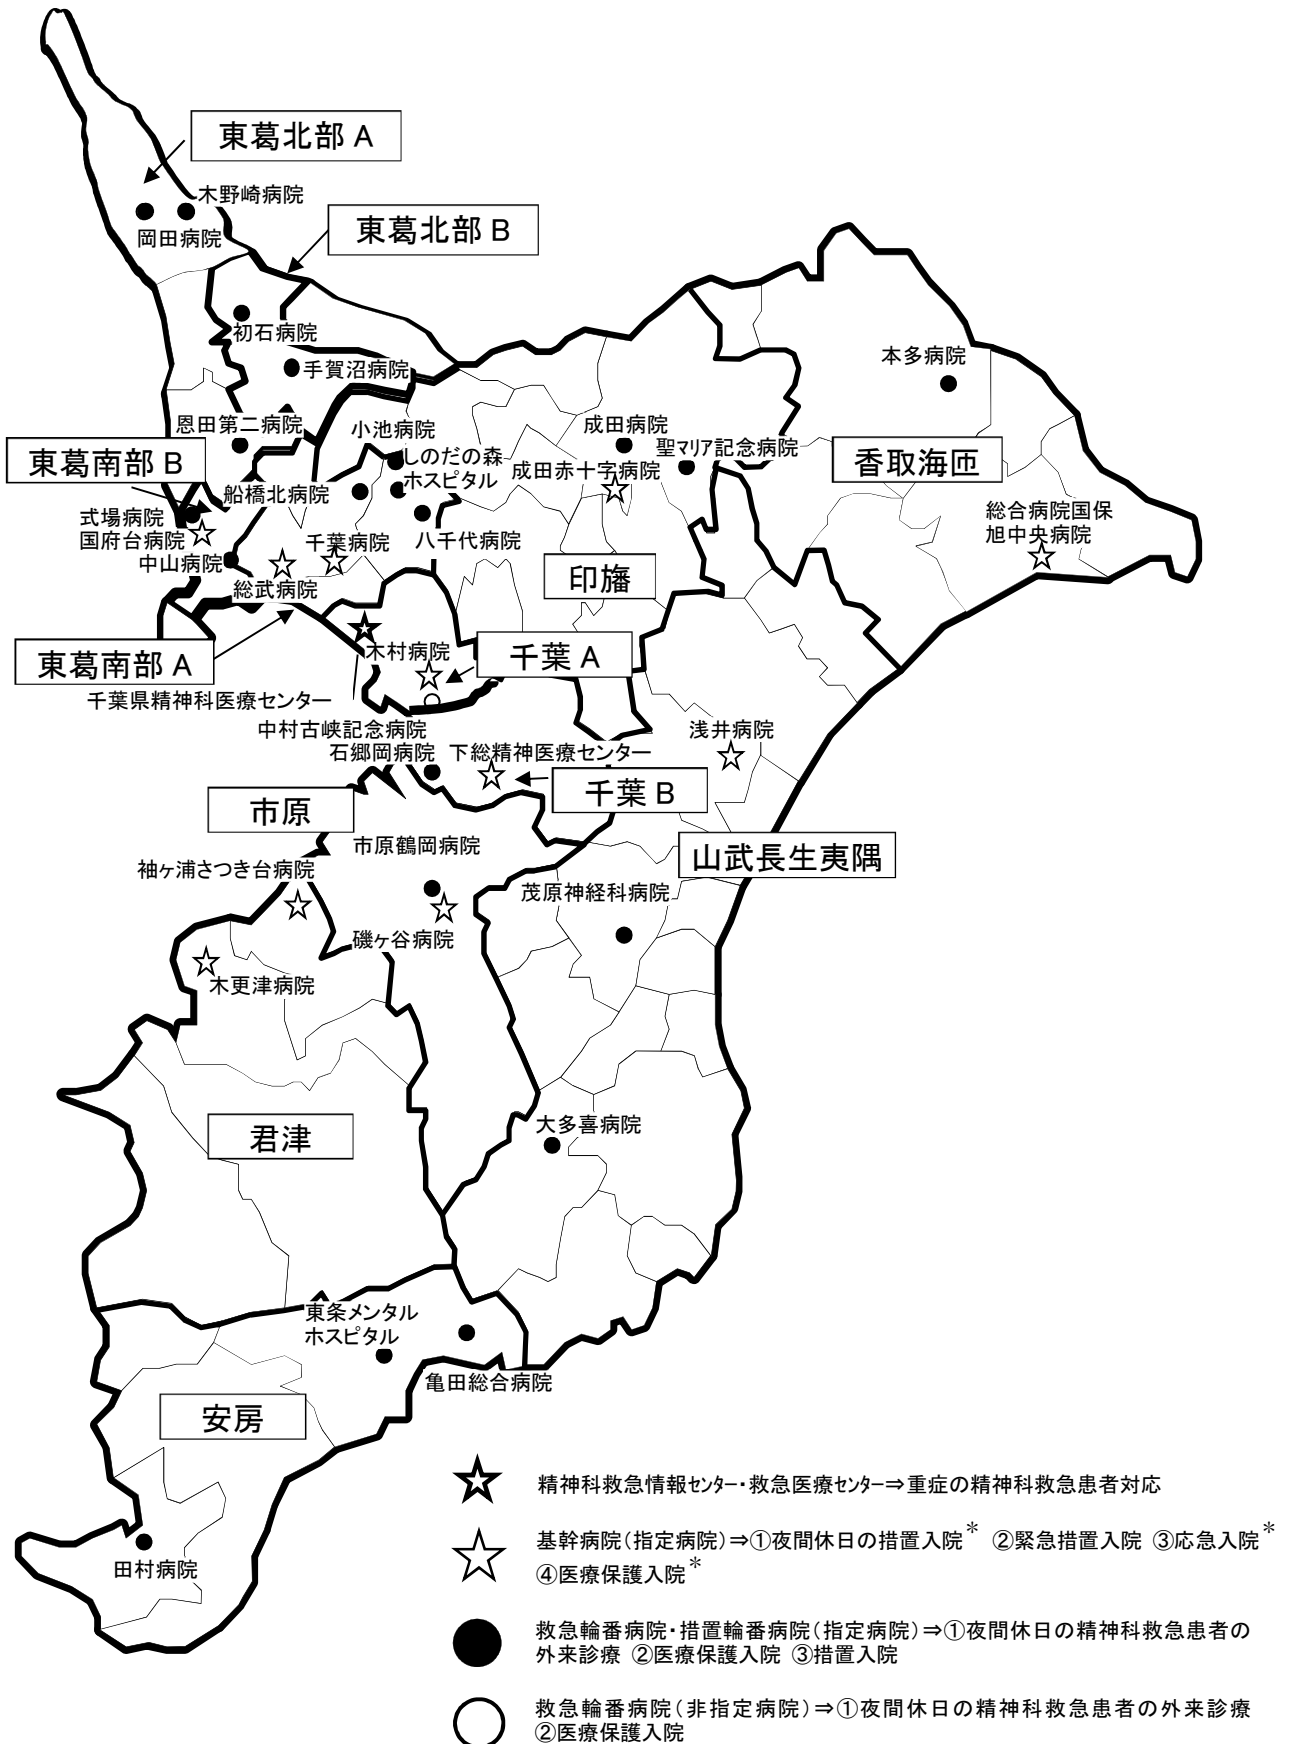 東葛北部 A
木野崎病院
岡田病院
東葛北部 B
初石病院
手賀沼病院
本多病院
恩田第二病院
小池病院
成田病院
聖マリア記念病院
東葛南部 B
しのだの森
ホスピタル
成田赤十字病院
香取海匝
船橋北病院
式場病院
国府台病院
千葉病院
八千代病院
総合病院国保
旭中央病院
中山病院
総武病院
印旛
東葛南部 A
木村病院
千葉 A
千葉県精神科医療センター
中村古峡記念病院
石郷岡病院
下総精神医療センター
浅井病院
千葉 B
市原
市原鶴岡病院
山武長生夷隅
袖ヶ浦さつき台病院
茂原神経科病院
磯ヶ谷病院
木更津病院
君津
大多喜病院
東条メンタル
ホスピタル
亀田総合病院
安房
田村病院
精神科救急情報センター・救急医療センター⇒重症の精神科救急患者対応
基幹病院(指定病院)⇒①夜間休日の措置入院* ②緊急措置入院 ③応急入院*
④医療保護入院*
救急輪番病院・措置輪番病院(指定病院)⇒①夜間休日の精神科救急患者の
外来診療 ②医療保護入院 ③措置入院
救急輪番病院(非指定病院)⇒①夜間休日の精神科救急患者の外来診療
②医療保護入院